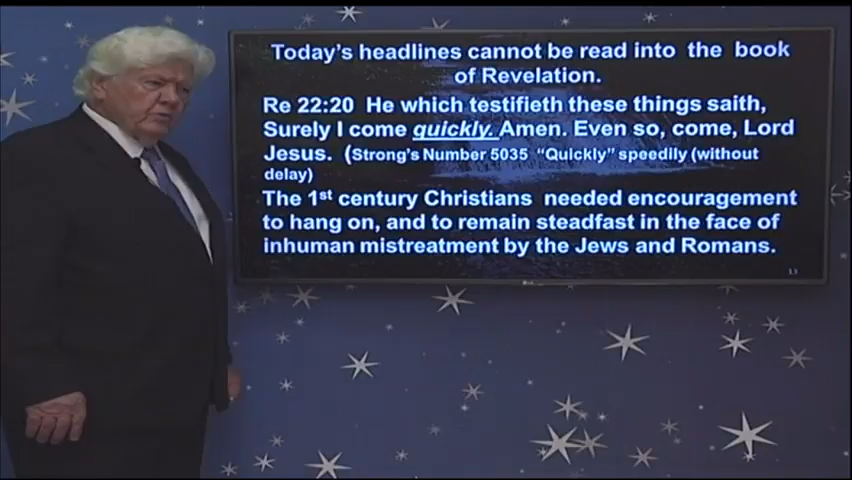 Today's headlines cannot be read into the book
of Revelation.
Re 22:20 He which testifieth these things saith,
Surely I come quickly. Amen. Even so, come, Lord
Jesus. (Strong's Number 5035 "Quickly" speedily (without
delay)
The 1st century Christians needed encouragement
to hang on, and to remain steadfast in the face of
inhuman mistreatment by the Jews and Romans.
13